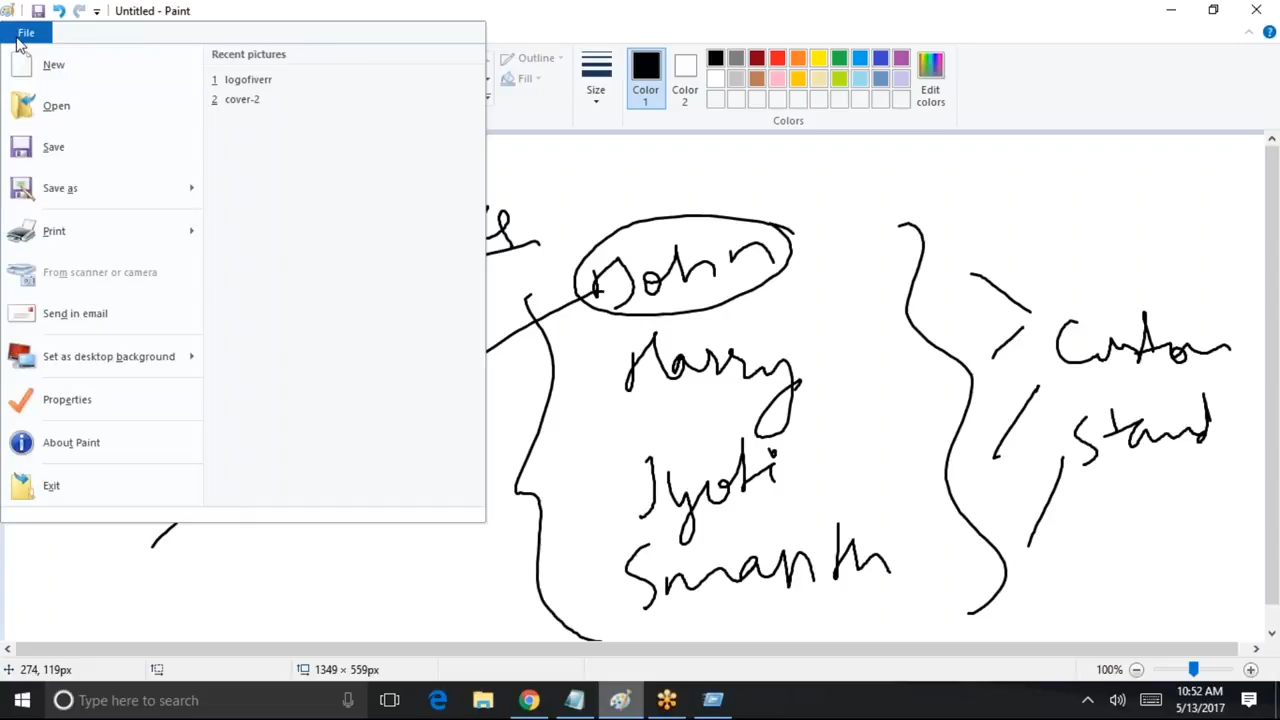 Untitled - Paint
File
Recent pictures
New
1 logofiverr
2 cover-2
Open
Save
Save as
Print
From scanner or camera
Send in email
Set as desktop background
Properties
About Paint
Exit
Outline
Fill
Size
Color 1
Color 2
Edit colors
Colors
John
Harry
Jyoti
Custom
Stand
274, 119px
1349 × 559px
100%
Type here to search
10:52 AM
5/13/2017